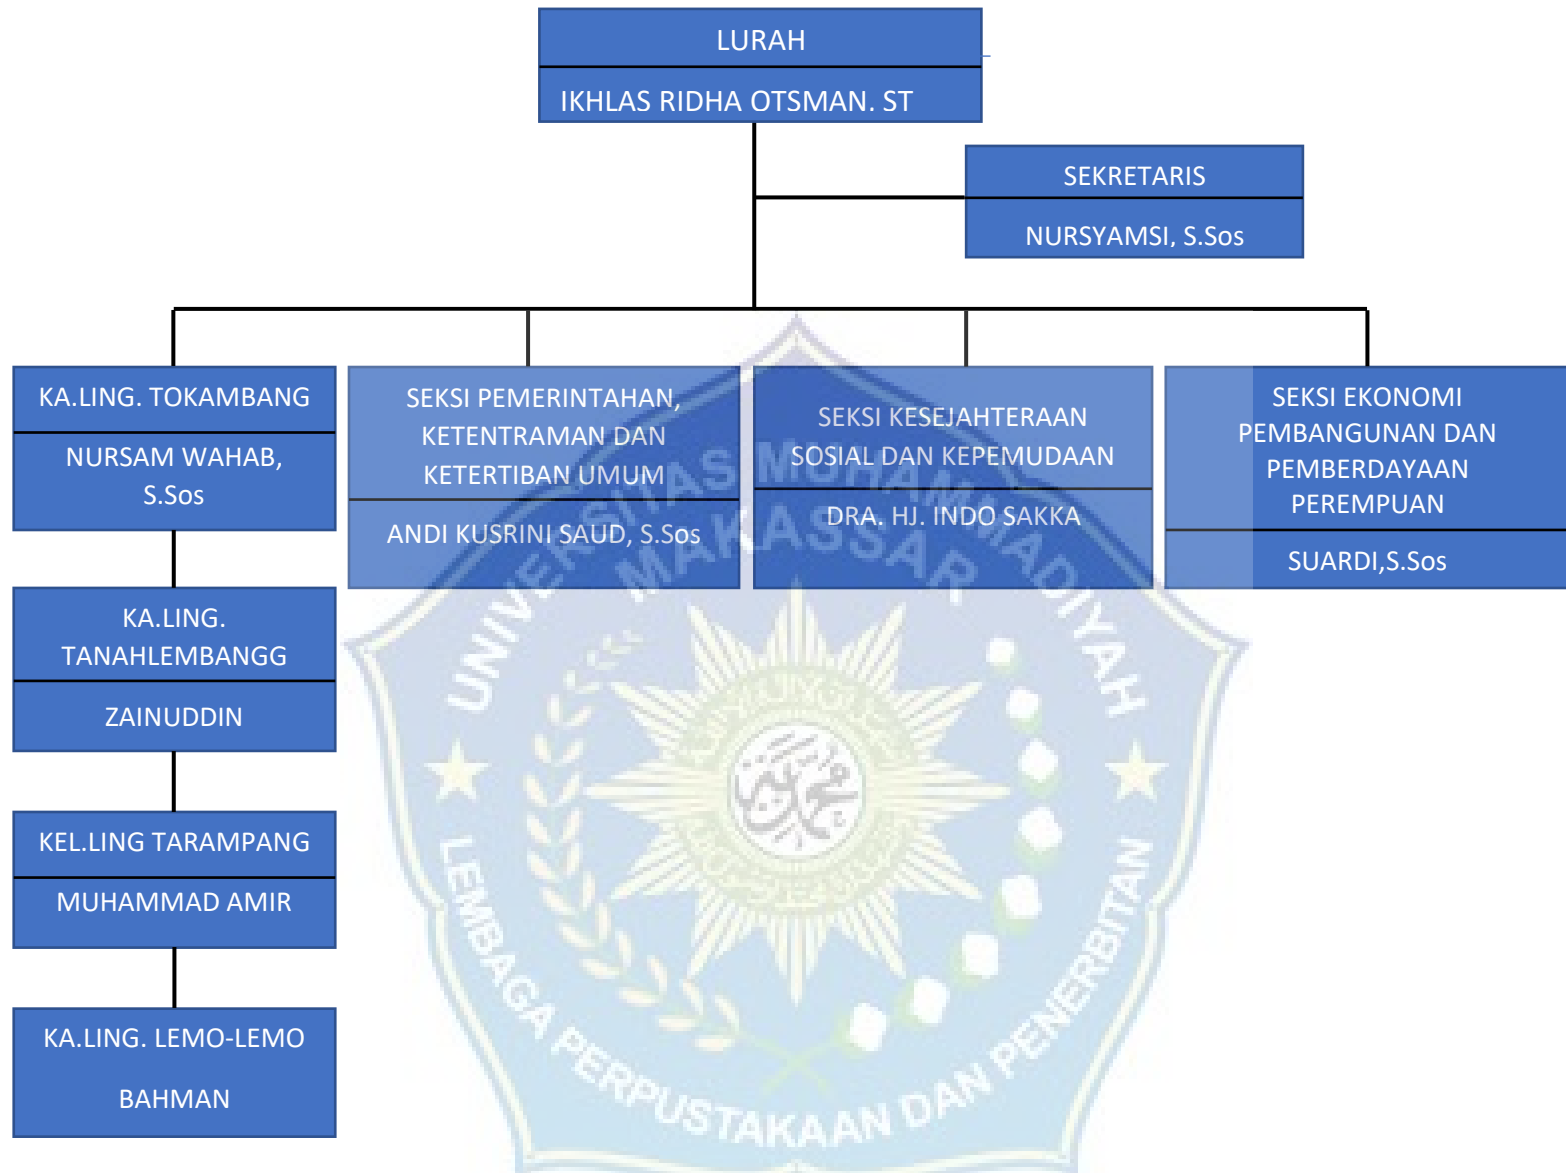 LURAH
IKHLAS RIDHA OTSMAN. ST
SEKRETARIS
NURSYAMSI, S.Sos
KA.LING. TOKAMBANG
NURSAM WAHAB,
S.Sos
SEKSI PEMERINTAHAN,
KETENTRAMAN DAN
KETERTIBAN UMUM
ANDI KUSRINI SAUD, S.Sos
SEKSI KESEJAHTERAAN
SOSIAL DAN KEPEMUDAAN
DRA. HJ. INDO SAKKA
SEKSI EKONOMI
PEMBANGUNAN DAN
PEMBERDAYAAN
PEREMPUAN
SUARDI,S.Sos
KA.LING.
TANAHLEMBANGG
ZAINUDDIN
KEL.LING TARAMPANG
MUHAMMAD AMIR
KA.LING. LEMO-LEMO
BAHMAN
UNIVERSITAS MUHAMMADIYAH
MAKASSAR
LEMBAGA PERPUSTAKAAN DAN PENERBITAN